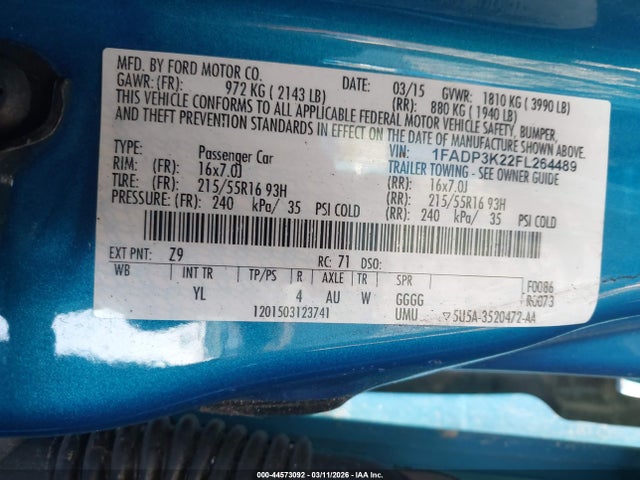 MFD. BY FORD MOTOR CO.
DATE: 03/15 GVWR: 1810 KG ( 3990 LB)
GAWR: (FR): 972 KG ( 2143 LB) (RR): 880 KG ( 1940 LB)
THIS VEHICLE CONFORMS TO ALL APPLICABLE FEDERAL MOTOR VEHICLE SAFETY, BUMPER,
AND THEFT PREVENTION STANDARDS IN EFFECT ON THE DATE OF MANUFACTURE SHOWN ABOVE.
VIN: 1FADP3K22FL264489
TYPE: Passenger Car TRAILER TOWING - SEE OWNER GUIDE
RIM: (FR): 16x7.0J (RR): 16x7.0J
TIRE: (FR): 215/55R16 93H (RR): 215/55R16 93H
PRESSURE: (FR): 240 kPa/ 35 PSI COLD (RR): 240 kPa/ 35 PSI COLD
EXT PNT: Z9 RC: 71 DSO: F0086
WB INT TR TP/PS R AXLE TR SPR R0073
YL 4 AU W GGGG
1201503123741 UMU 5U5A-3520472-AA
120-44573092 - 03/11/2026 - IAA Inc.